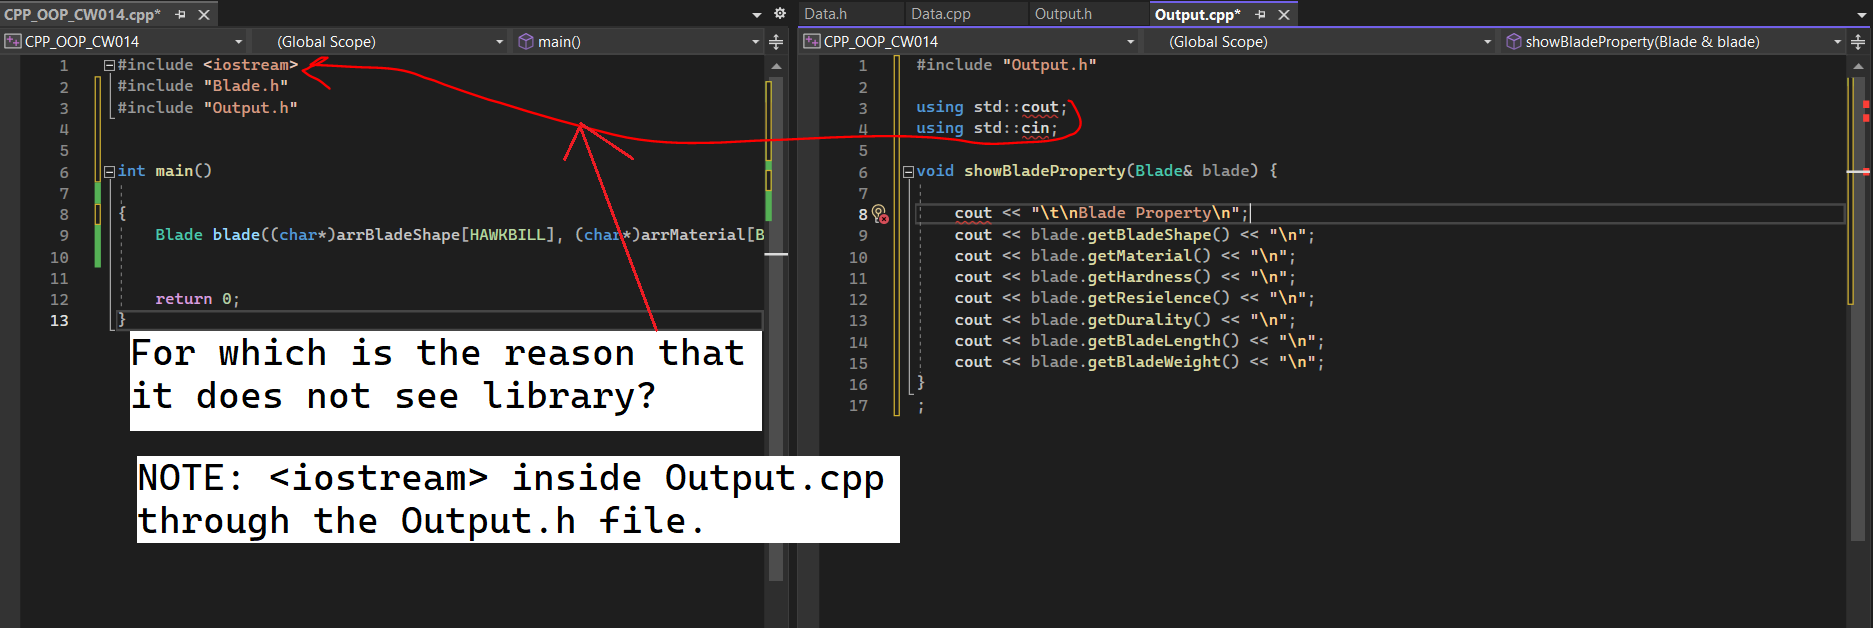 CPP_OOP_CW014.cpp*
CPP_OOP_CW014
(Global Scope)
main()
1 #include <iostream>
2 #include "Blade.h"
3 #include "Output.h"
4
5
6 int main()
7
8 {
9 Blade blade((char*)arrBladeShape[HAWKBILL], (char*)arrMaterial[B
10
11
12 return 0;
13 }
For which is the reason that
it does not see library?
NOTE: <iostream> inside Output.cpp
through the Output.h file.
Data.h
Data.cpp
Output.h
Output.cpp*
CPP_OOP_CW014
(Global Scope)
showBladeProperty(Blade & blade)
1 #include "Output.h"
2
3 using std::cout;
4 using std::cin;
5
6 void showBladeProperty(Blade& blade) {
7
8 cout << "\t\nBlade Property\n";
9 cout << blade.getBladeShape() << "\n";
10 cout << blade.getMaterial() << "\n";
11 cout << blade.getHardness() << "\n";
12 cout << blade.getResielence() << "\n";
13 cout << blade.getDurality() << "\n";
14 cout << blade.getBladeLength() << "\n";
15 cout << blade.getBladeWeight() << "\n";
16 }
17 ;